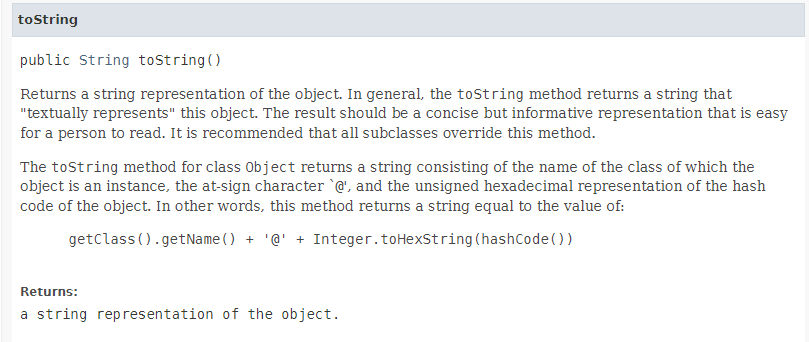 toString
public String toString()
Returns a string representation of the object. In general, the toString method returns a string that
"textually represents" this object. The result should be a concise but informative representation that is easy
for a person to read. It is recommended that all subclasses override this method.
The toString method for class Object returns a string consisting of the name of the class of which the
object is an instance, the at-sign character `@', and the unsigned hexadecimal representation of the hash
code of the object. In other words, this method returns a string equal to the value of:
getClass().getName() + '@' + Integer.toHexString(hashCode())
Returns:
a string representation of the object.